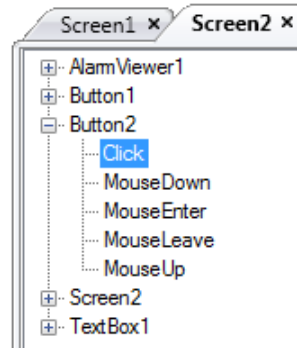 Screen1 × Screen2 ×
AlarmViewer1
Button1
Button2
Click
MouseDown
MouseEnter
MouseLeave
MouseUp
Screen2
TextBox1